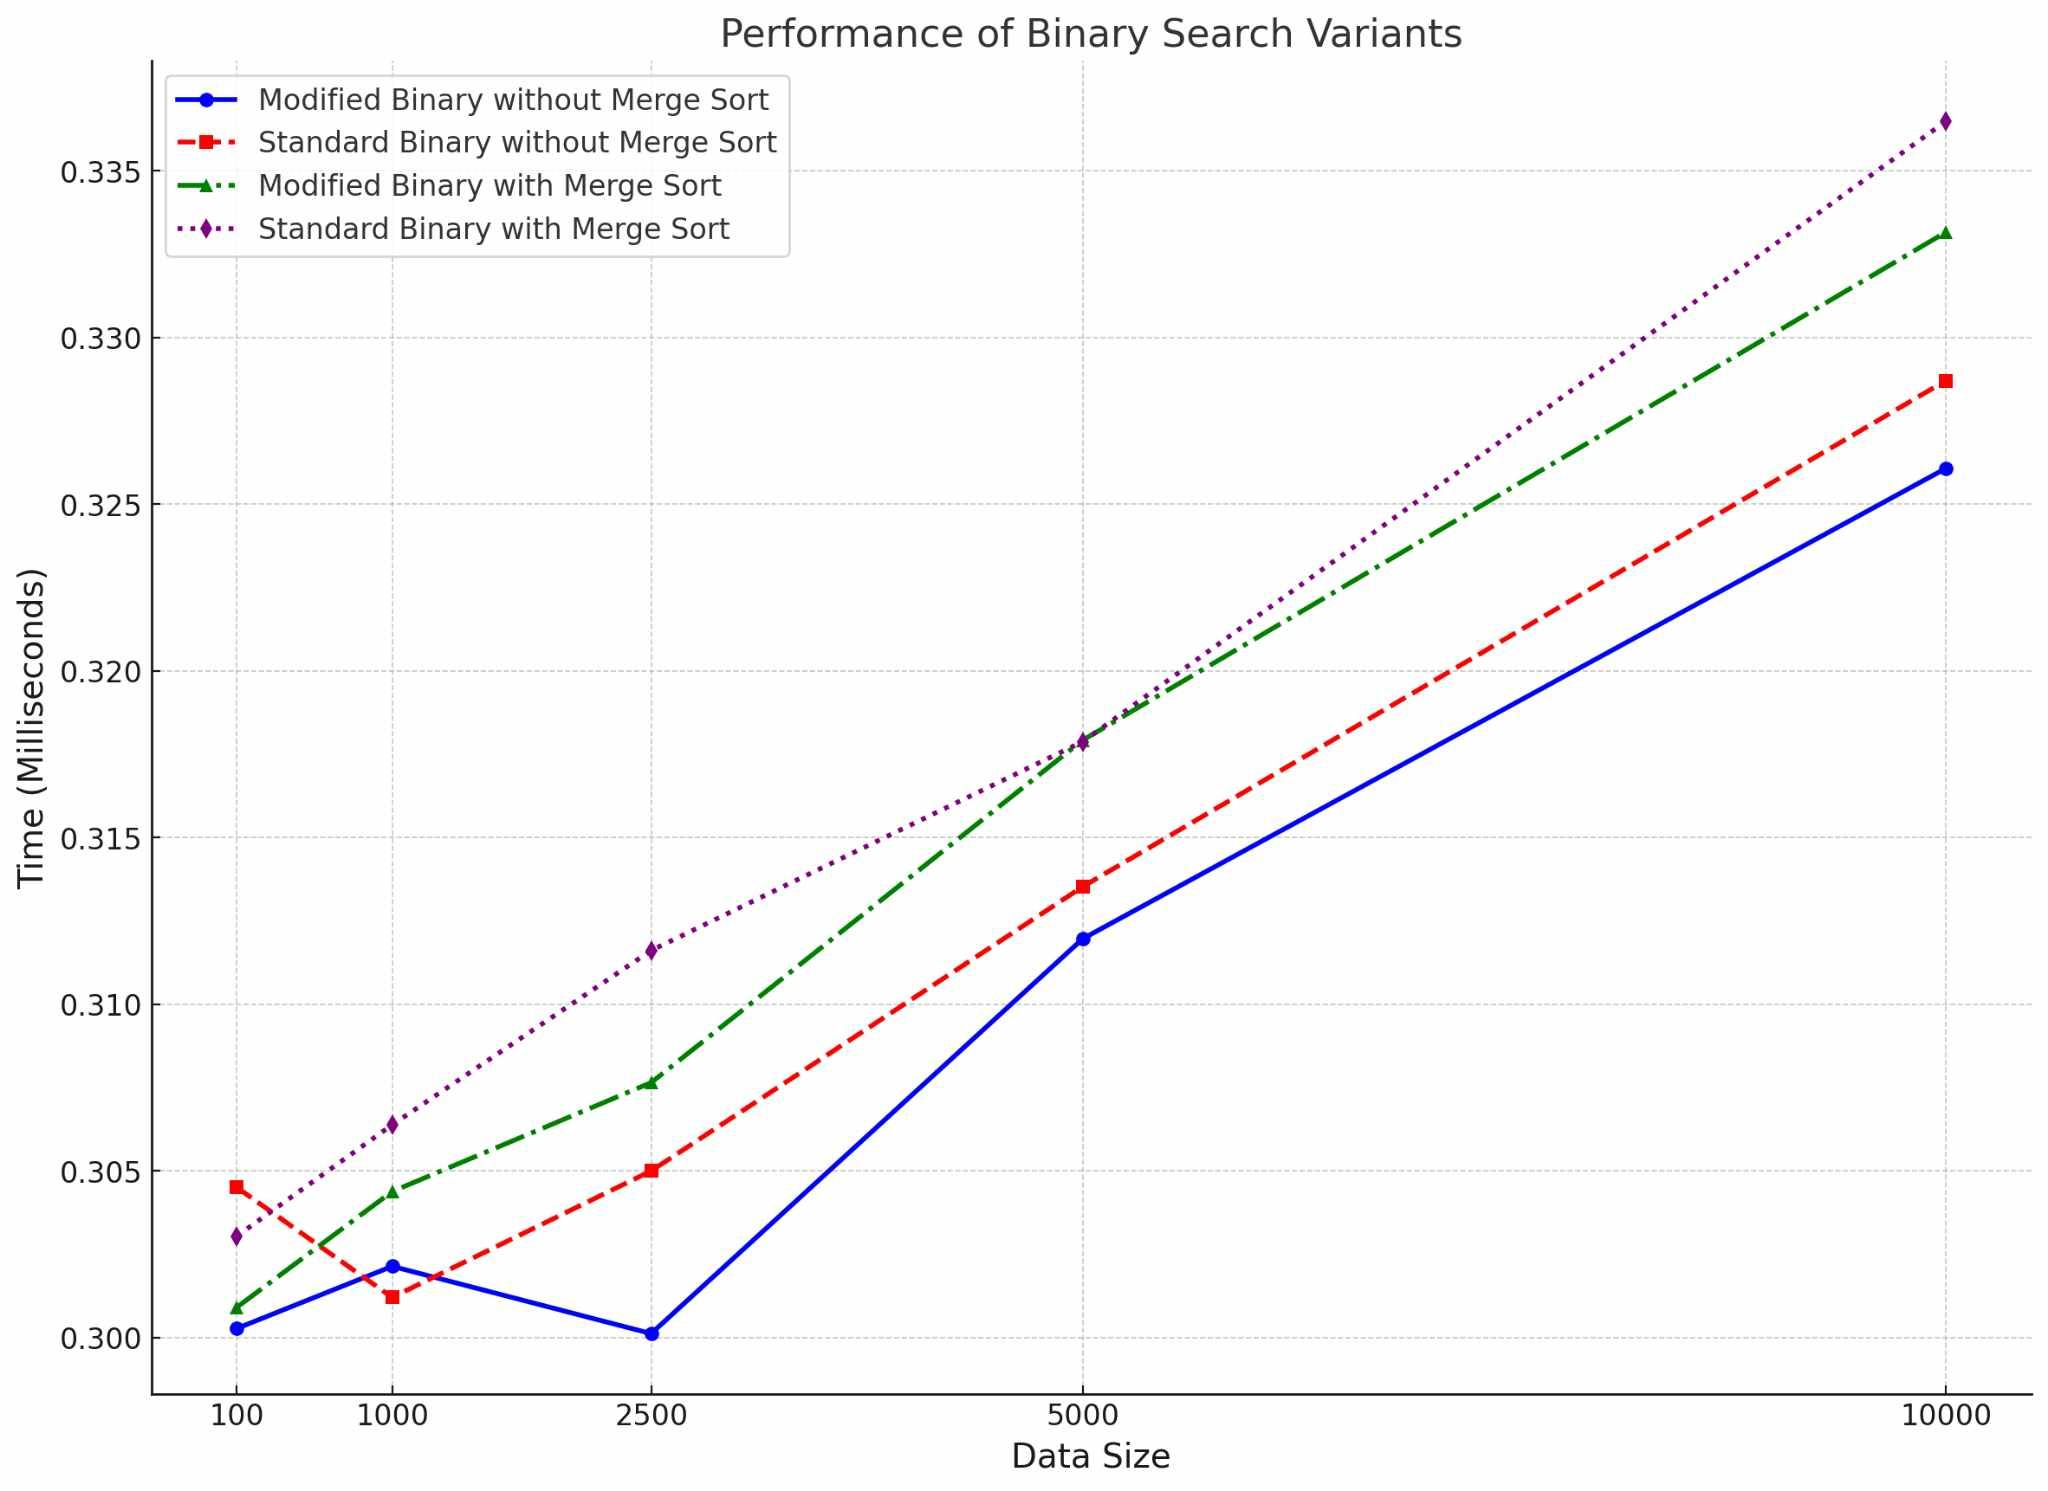 Performance of Binary Search Variants
Modified Binary without Merge Sort
Standard Binary without Merge Sort
Modified Binary with Merge Sort
Standard Binary with Merge Sort
0.335
0.330
0.325
0.320
0.315
0.310
0.305
0.300
Time (Milliseconds)
100 1000 2500 5000 10000
Data Size